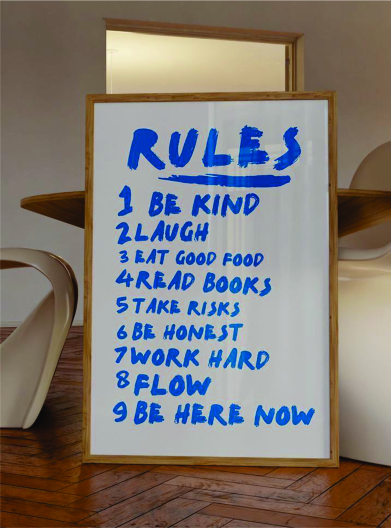 RULES
1 BE KIND
2 LAUGH
3 EAT GOOD FOOD
4 READ BOOKS
5 TAKE RISKS
6 BE HONEST
7 WORK HARD
8 FLOW
9 BE HERE NOW